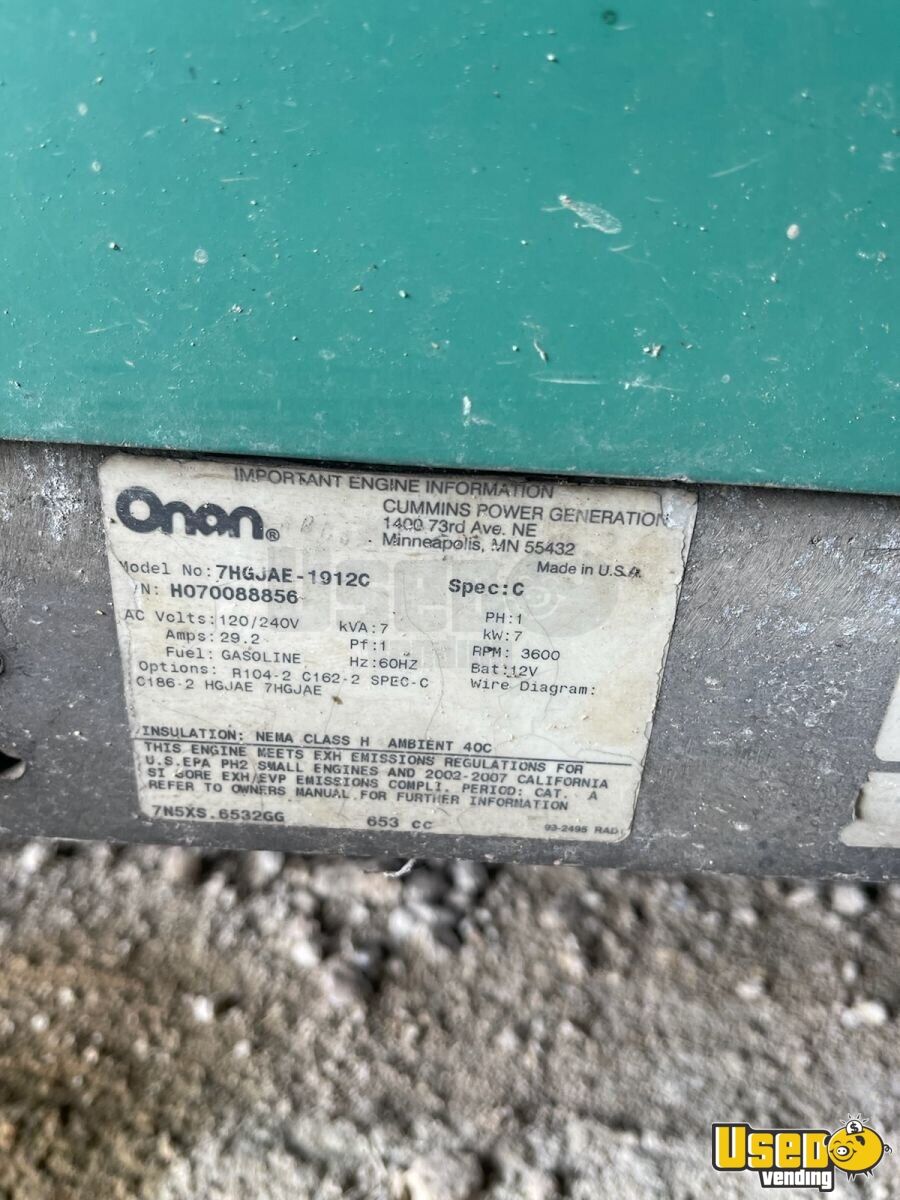 IMPORTANT ENGINE INFORMATION
Onan®
CUMMINS POWER GENERATION
1400 73rd Ave. NE
Minneapolis, MN 55432
Made in U.S.A.
Model No: 7HGJAE-1912C Spec: C
/N: H070088856
AC Volts: 120/240V kVA: 7 PH: 1
Amps: 29.2 Pf: 1 kW: 7
Fuel: GASOLINE Hz: 60HZ RPM: 3600
Options: R104-2 C162-2 SPEC-C Bat: 12V
C186-2 HGJAE 7HGJAE Wire Diagram:
INSULATION: NEMA CLASS H AMBIENT 40C
THIS ENGINE MEETS EXH EMISSIONS REGULATIONS FOR
U.S.EPA PH2 SMALL ENGINES AND 2002-2007 CALIFORNIA
SI SORE EXH/EVP EMISSIONS COMPLI. PERIOD: CAT. A
REFER TO OWNERS MANUAL FOR FURTHER INFORMATION
7N5XS.6532GG 653 cc 93-2495 RAD
USED
vending